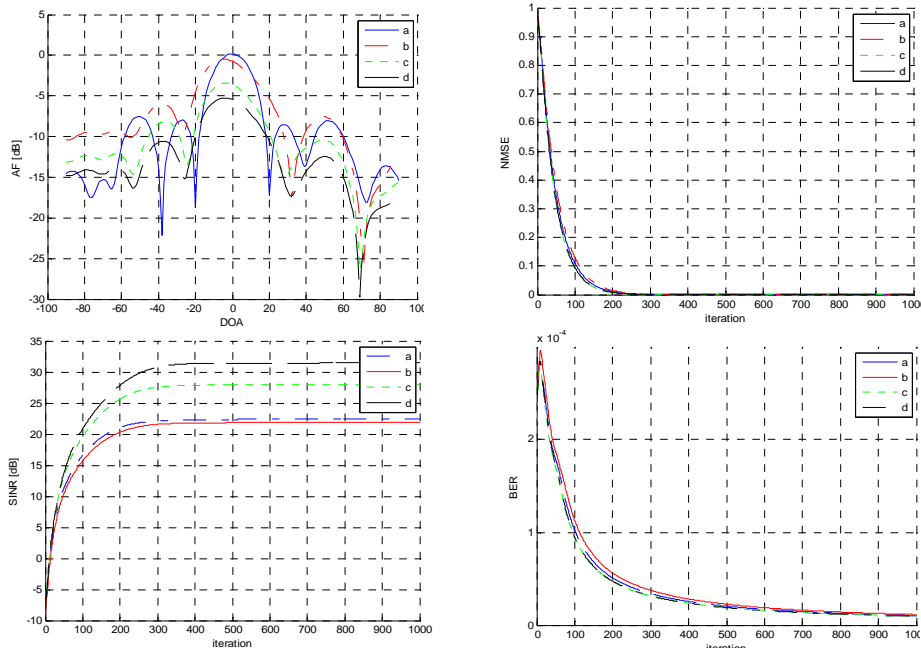 5
0
-5
-10
-15
-20
-25
-30
AF [dB]
a
b
c
d
-100 -80 -60 -40 -20 0 20 40 60 80 100
DOA
1
0.9
0.8
0.7
0.6
0.5
0.4
0.3
0.2
0.1
0
NMSE
a
b
c
d
0 100 200 300 400 500 600 700 800 900 1000
iteration
35
30
25
20
15
10
5
0
-5
-10
SINR [dB]
a
b
c
d
0 100 200 300 400 500 600 700 800 900 1000
iteration
x 10-4
2
1
0
BER
a
b
c
d
0 100 200 300 400 500 600 700 800 900 1000
iteration